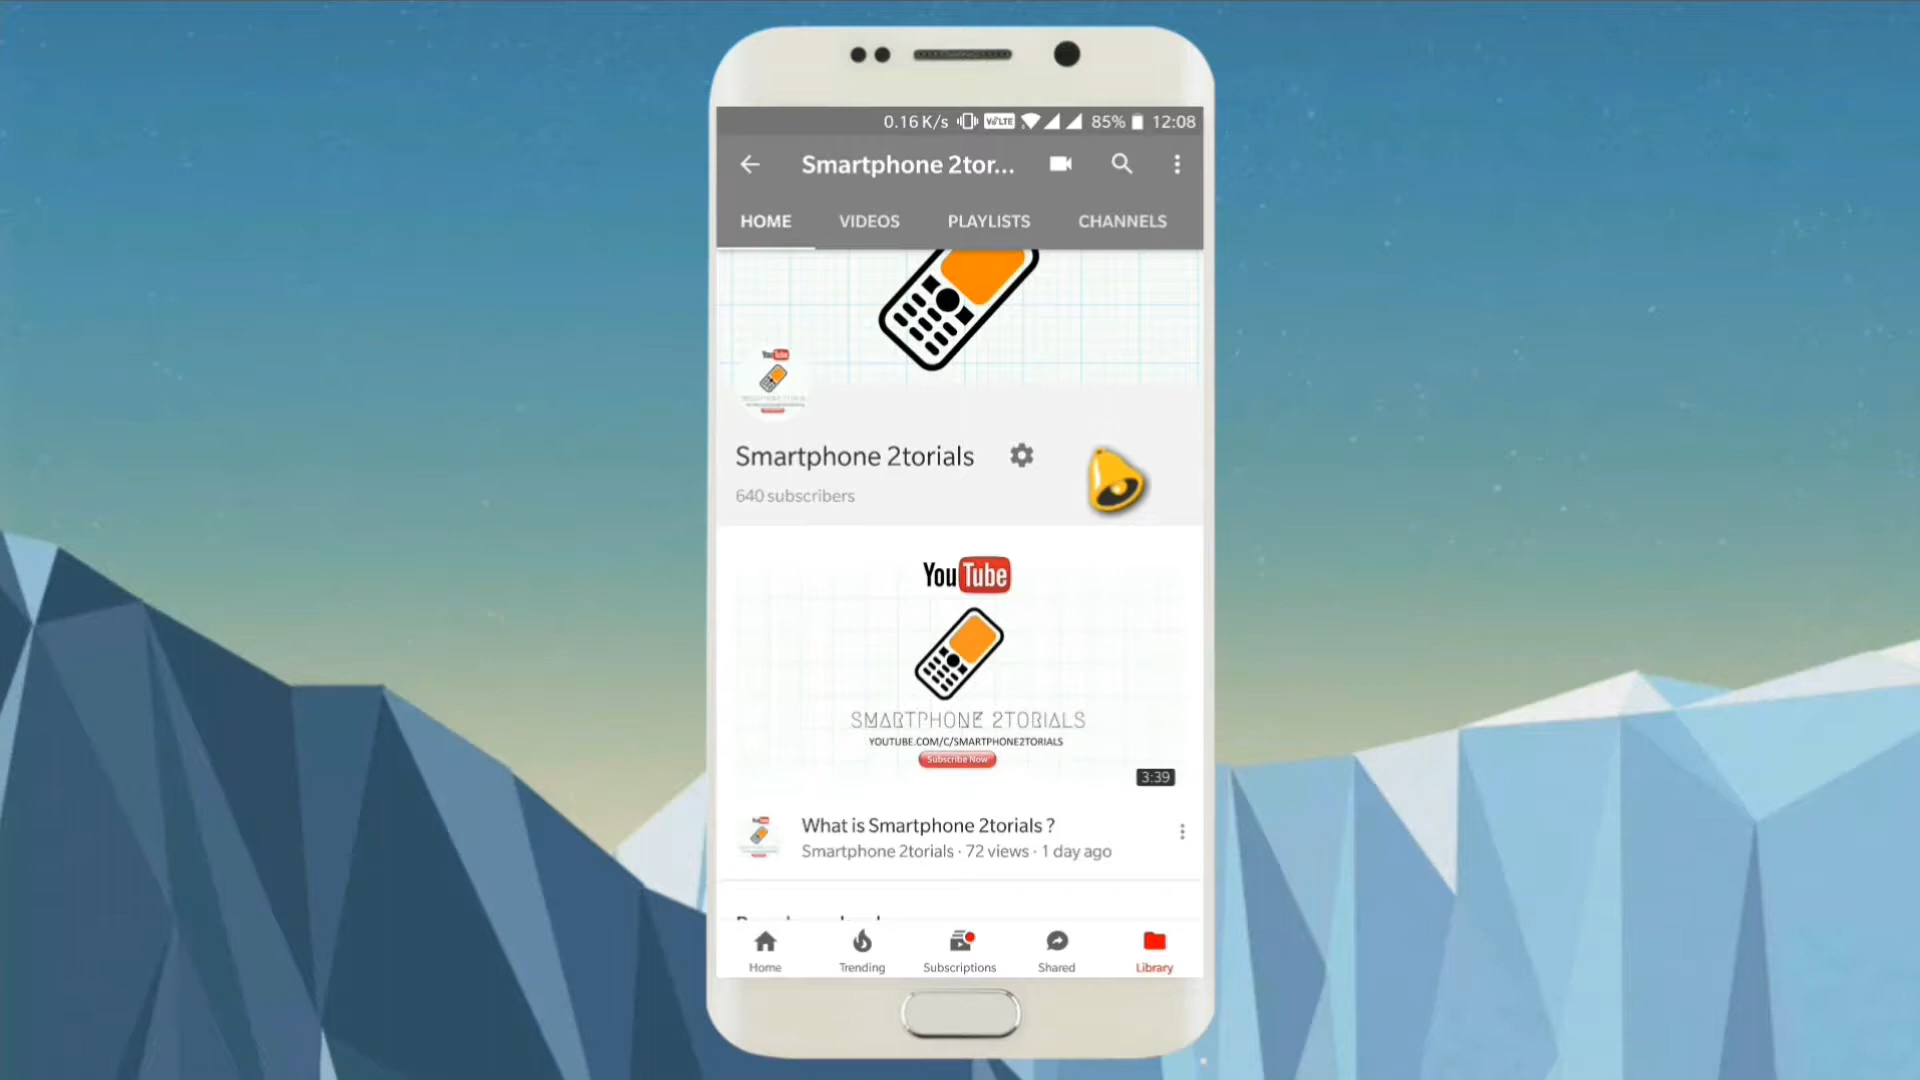 0.16 K/s VoLTE 85% 12:08
Smartphone 2tor...
HOME VIDEOS PLAYLISTS CHANNELS
YouTube
Smartphone 2torials
640 subscribers
YouTube
SMARTPHONE 2TORIALS
YOUTUBE.COM/C/SMARTPHONE2TORIALS
Subscribe Now
3:39
What is Smartphone 2torials ?
Smartphone 2torials · 72 views · 1 day ago
Home Trending Subscriptions Shared Library